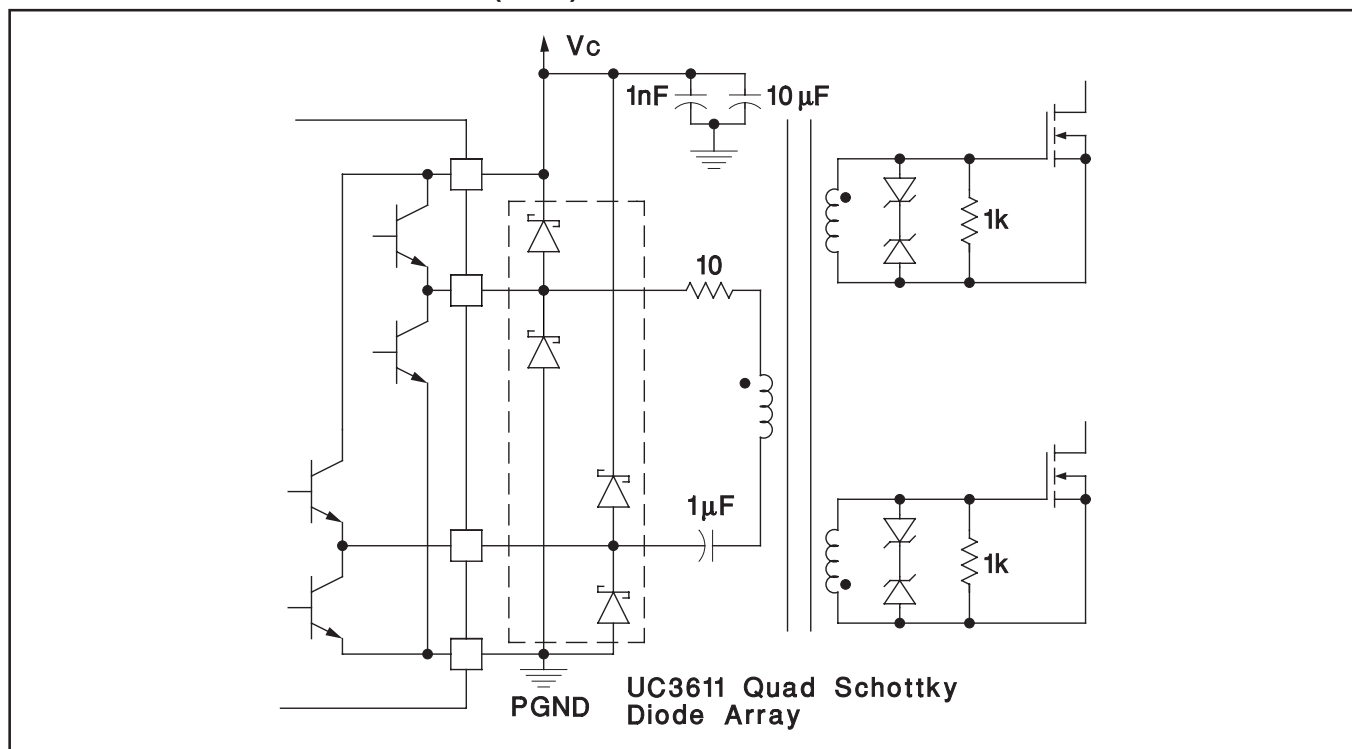 Vc
1nF
10 μF
1k
10
1μF
1k
PGND
UC3611 Quad Schottky
Diode Array